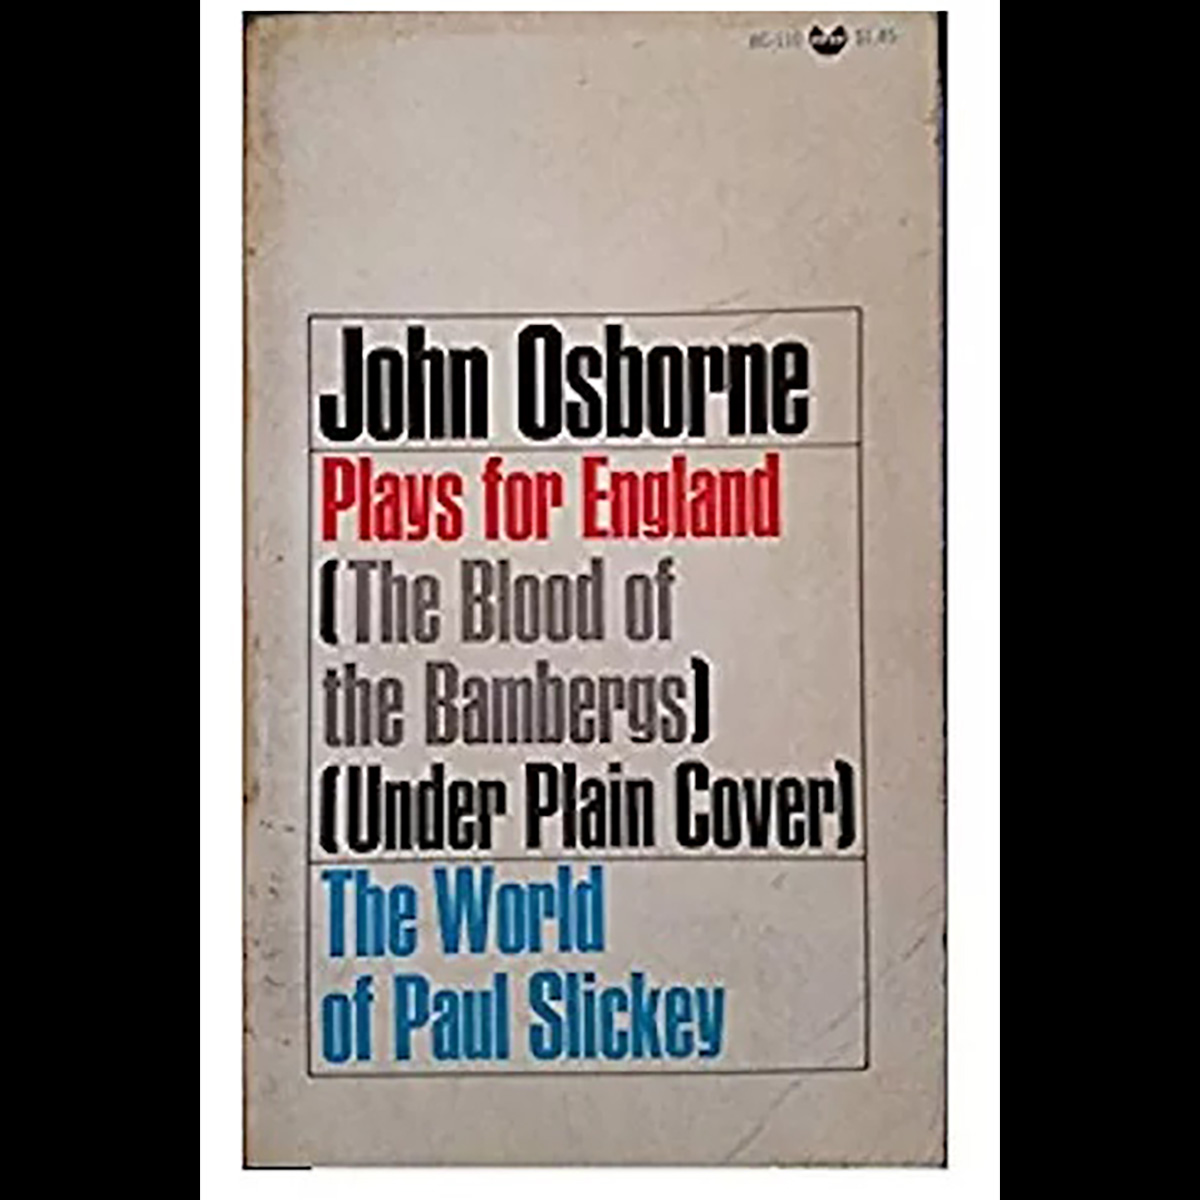 John Osborne
Plays for England
(The Blood of
the Bambergs)
(Under Plain Cover)
The World
of Paul Slickey